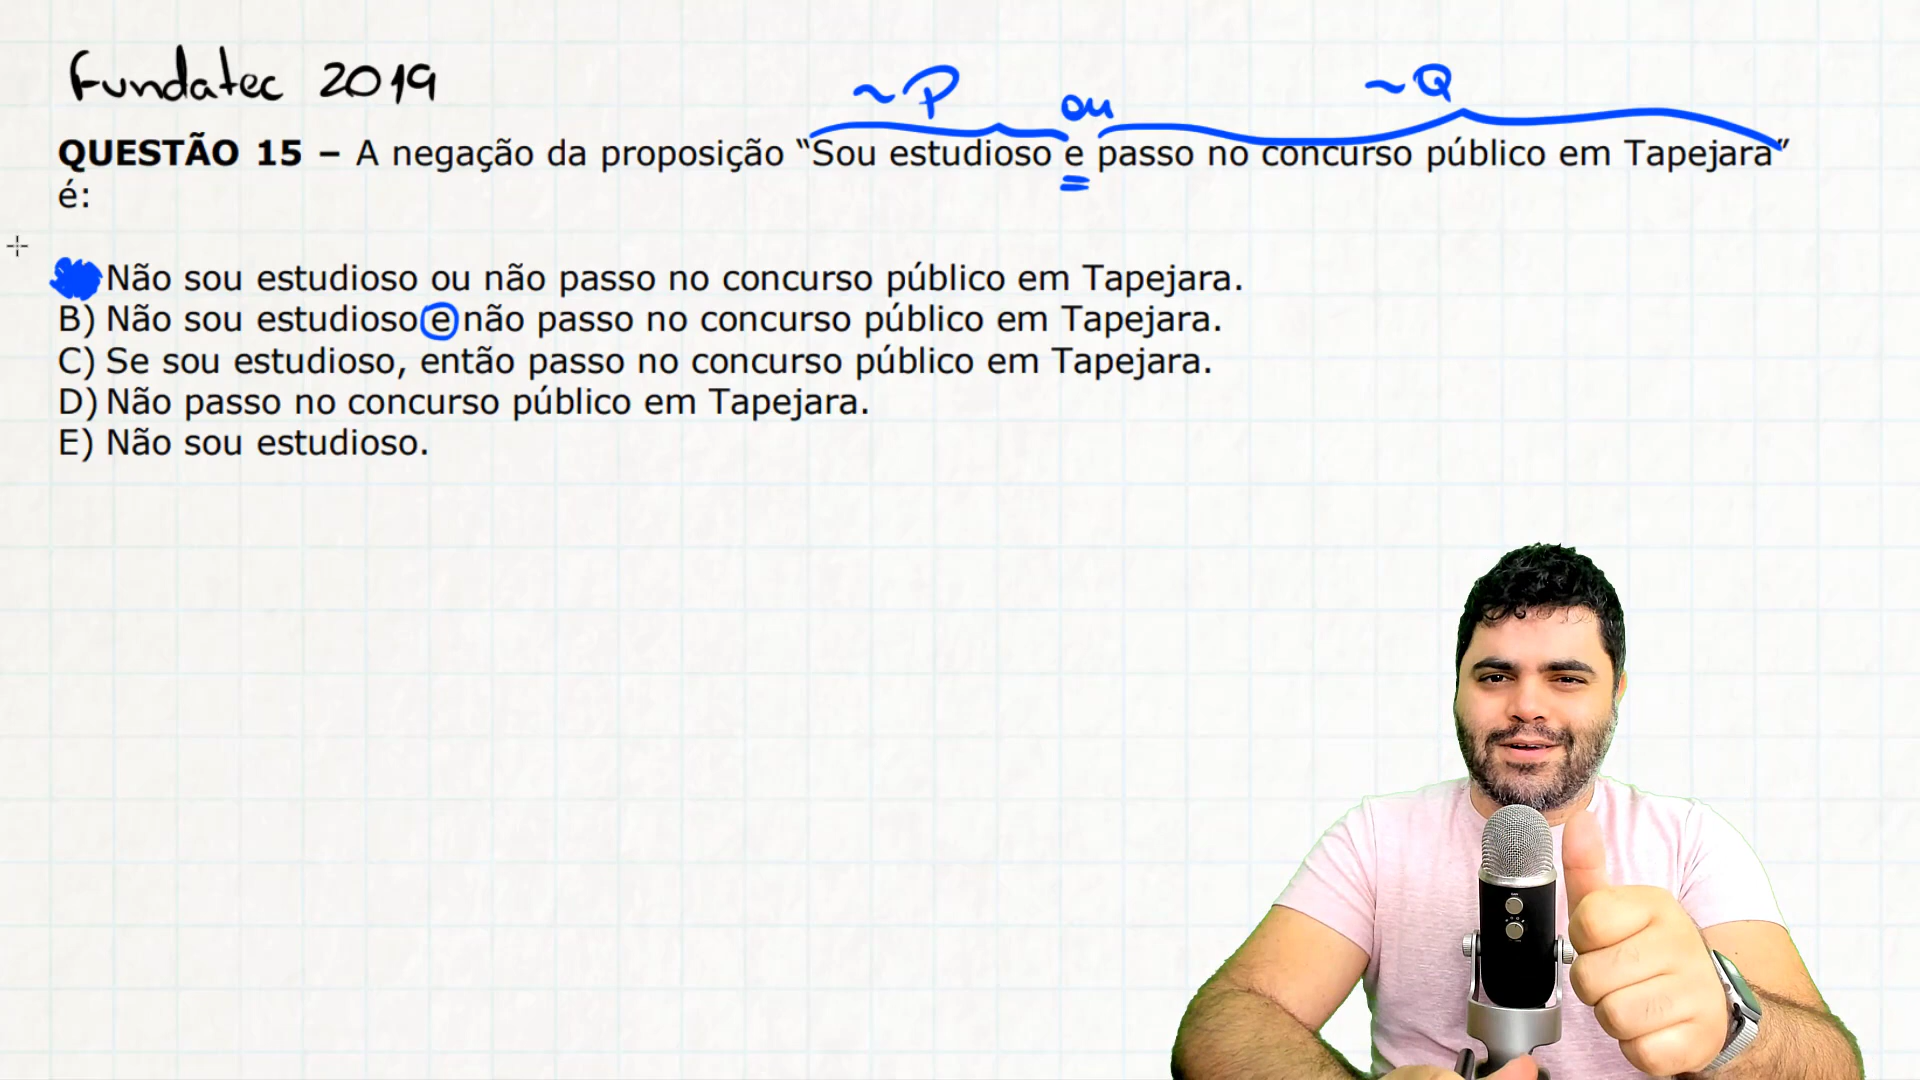 Fundatec 2019
~P ou ~Q
QUESTÃO 15 – A negação da proposição “Sou estudioso e passo no concurso público em Tapejara”
é:
Não sou estudioso ou não passo no concurso público em Tapejara.
B) Não sou estudioso e não passo no concurso público em Tapejara.
C) Se sou estudioso, então passo no concurso público em Tapejara.
D) Não passo no concurso público em Tapejara.
E) Não sou estudioso.